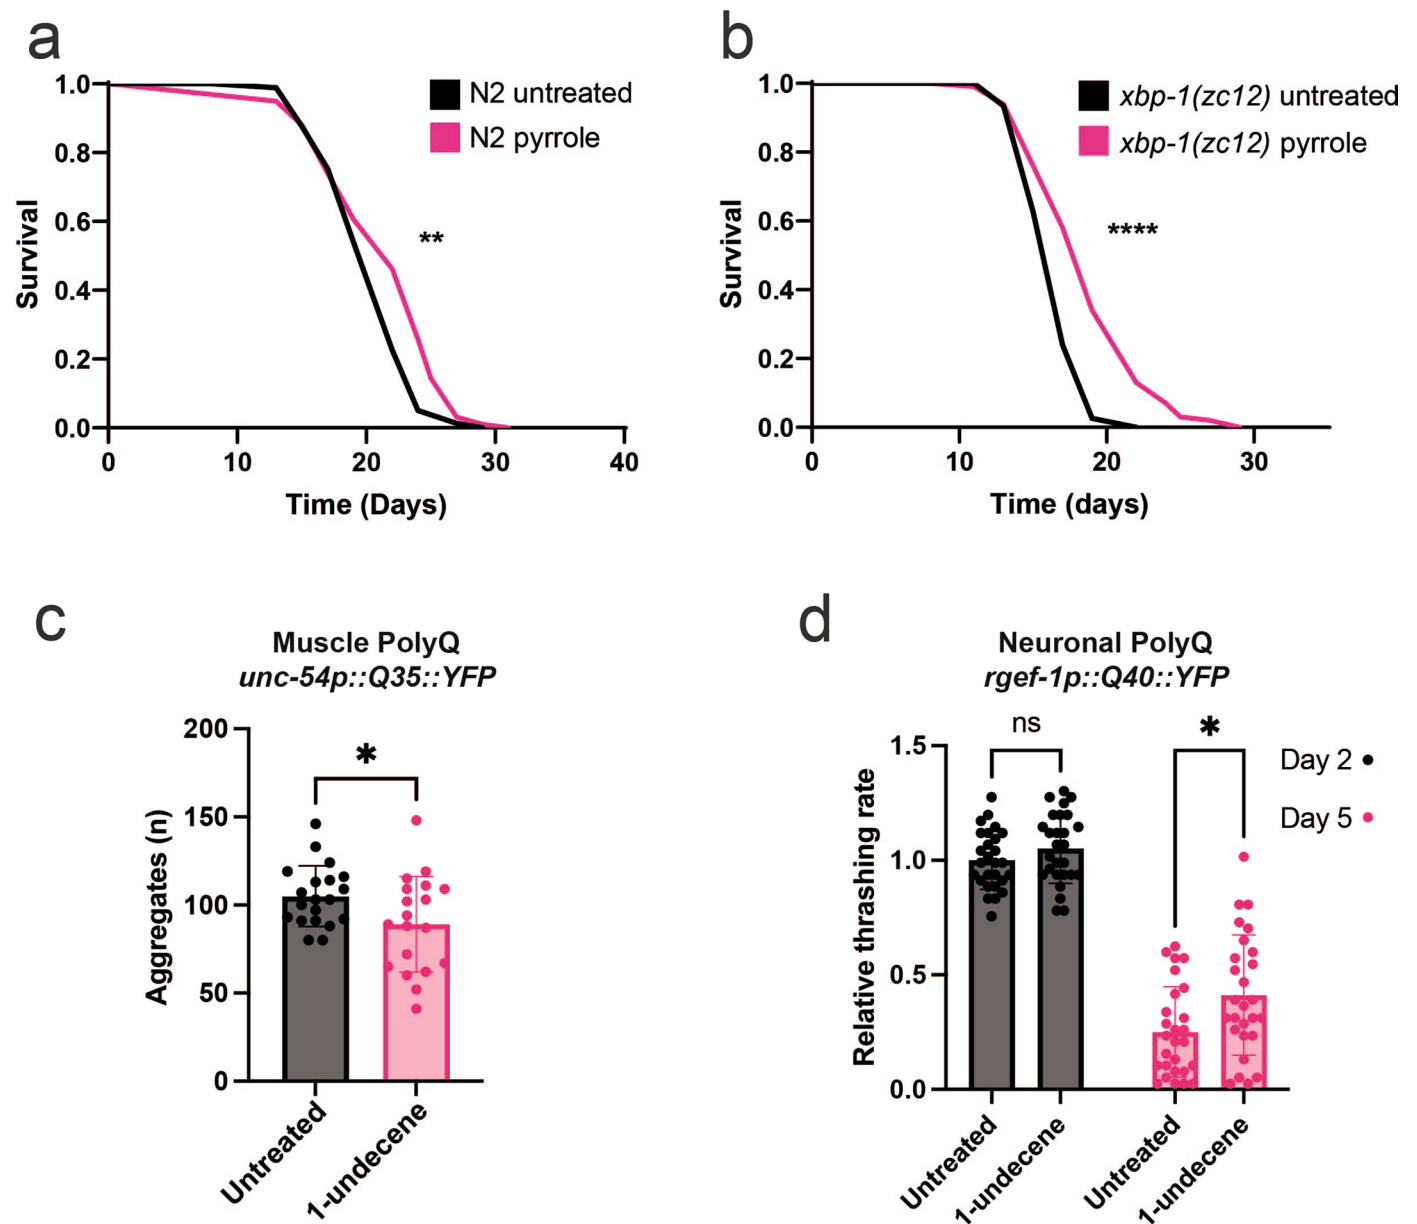 a
1.0
0.8
0.6
0.4
0.2
0.0
0
10
20
30
40
Survival
Time (Days)
N2 untreated
N2 pyrrole
**
b
1.0
0.8
0.6
0.4
0.2
0.0
0
10
20
30
Survival
Time (days)
xbp-1(zc12) untreated
xbp-1(zc12) pyrrole
****
c
Muscle PolyQ
unc-54p::Q35::YFP
200
150
100
50
0
Aggregates (n)
*
Untreated
1-undecene
d
Neuronal PolyQ
rgef-1p::Q40::YFP
ns
*
1.5
1.0
0.5
0.0
Relative thrashing rate
Day 2
Day 5
Untreated
1-undecene
Untreated
1-undecene